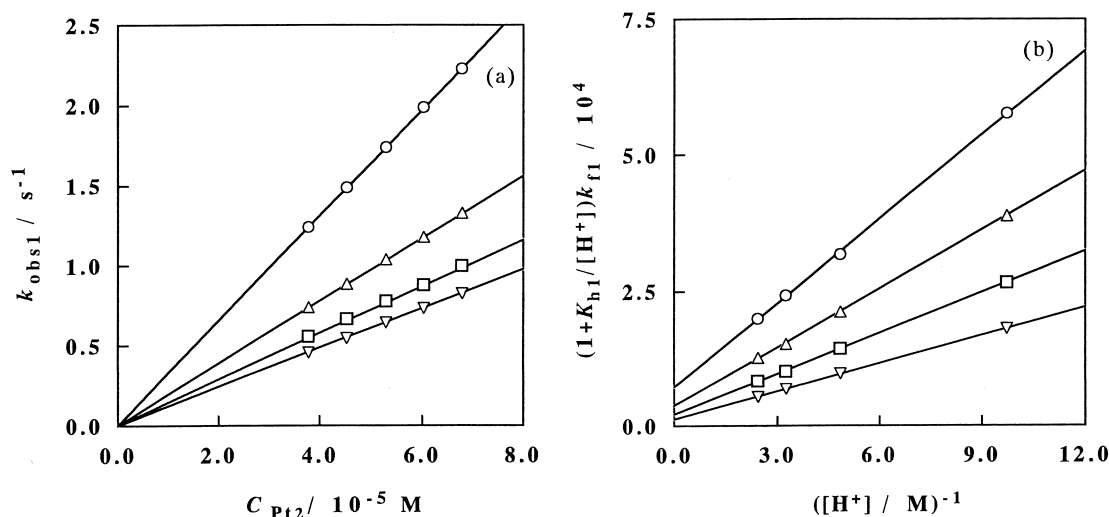 (a)
k obs1 / s⁻¹
2.5
2.0
1.5
1.0
0.5
0.0
0.0 2.0 4.0 6.0 8.0
C Pt2 / 10⁻⁵ M
(b)
(1+K h1 /[H⁺])k f1 / 10⁴
7.5
5.0
2.5
0.0
0.0 3.0 6.0 9.0 12.0
([H⁺] / M)⁻¹